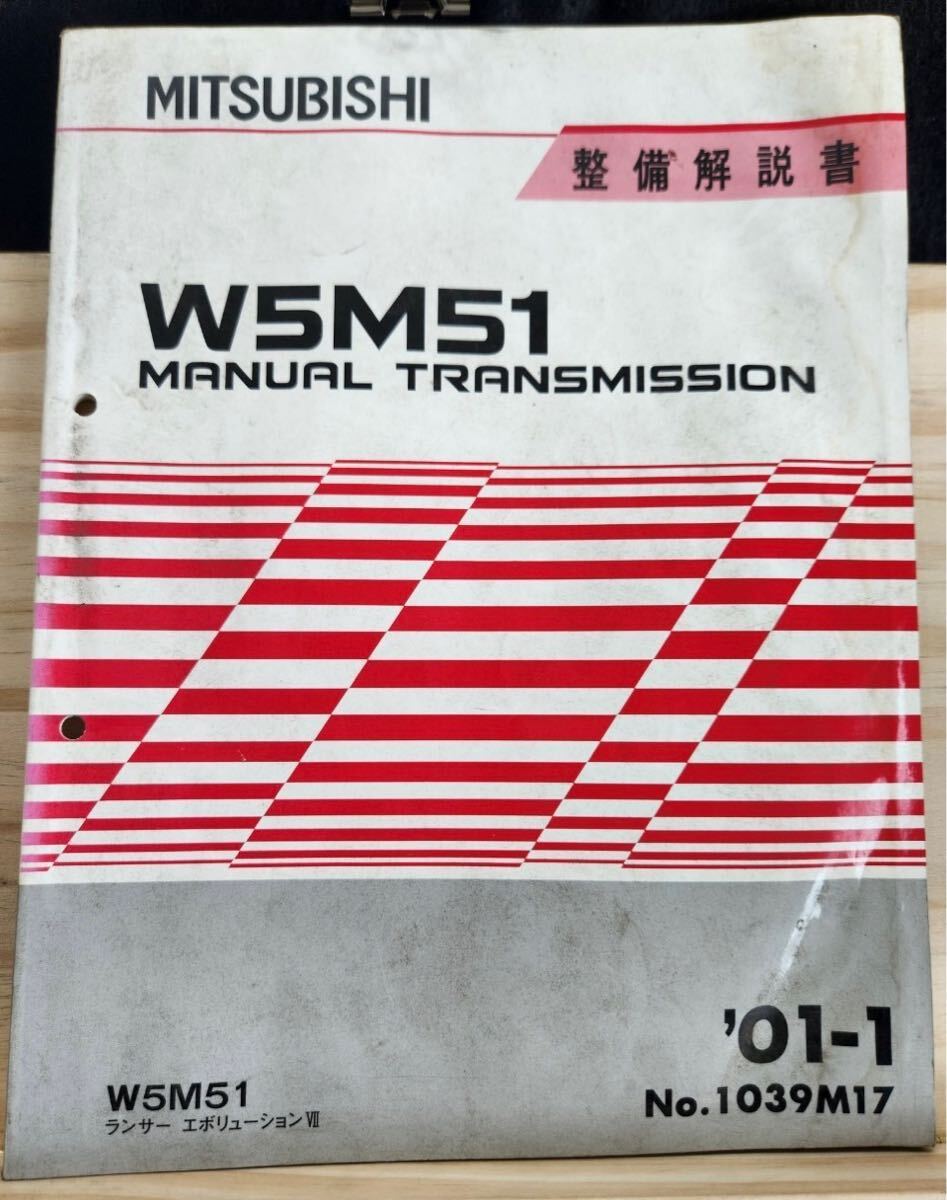 MITSUBISHI
整備解説書
W5M51
MANUAL TRANSMISSION
'01-1
No.1039M17
W5M51
ランサー エボリューションⅦ